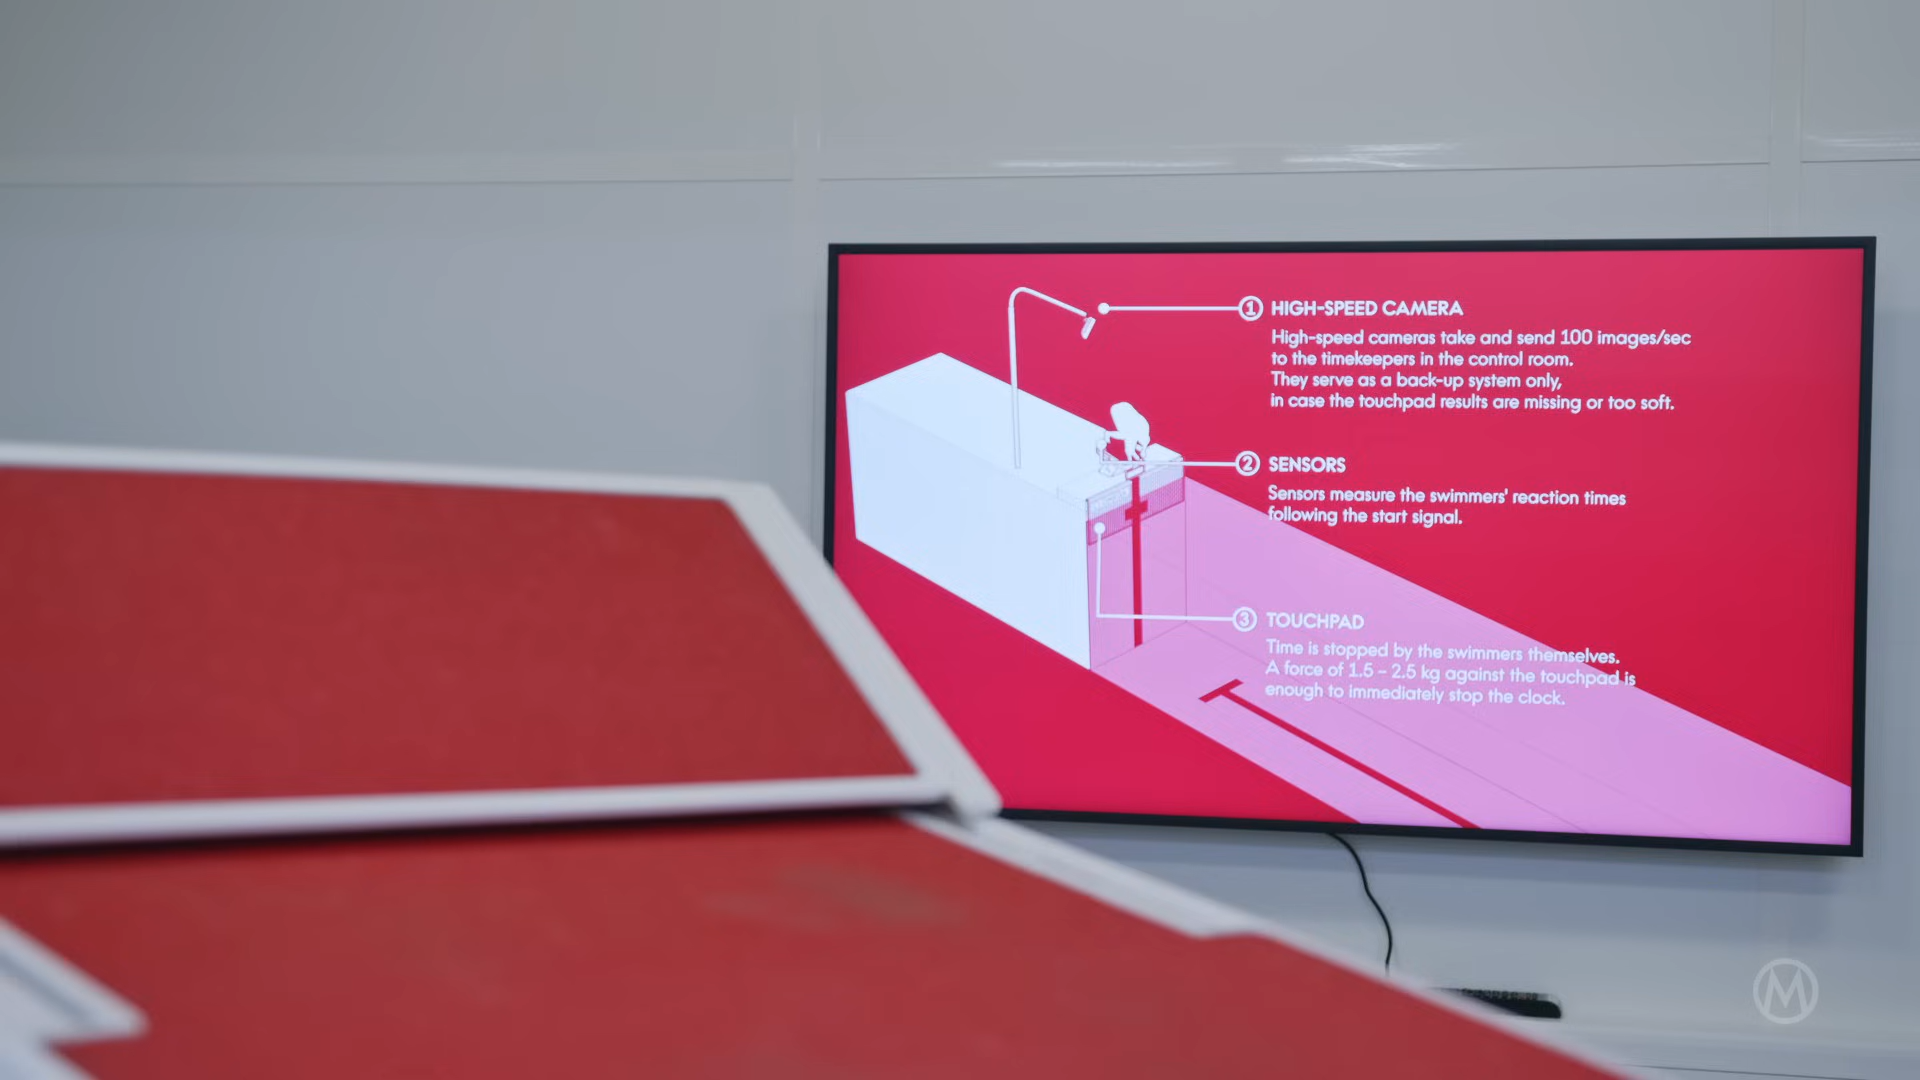 1 HIGH-SPEED CAMERA
High-speed cameras take and send 100 images/sec
to the timekeepers in the control room.
They serve as a back-up system only,
in case the touchpad results are missing or too soft.
2 SENSORS
Sensors measure the swimmers' reaction times
following the start signal.
3 TOUCHPAD
Time is stopped by the swimmers themselves.
A force of 1.5 – 2.5 kg against the touchpad is
enough to immediately stop the clock.
M